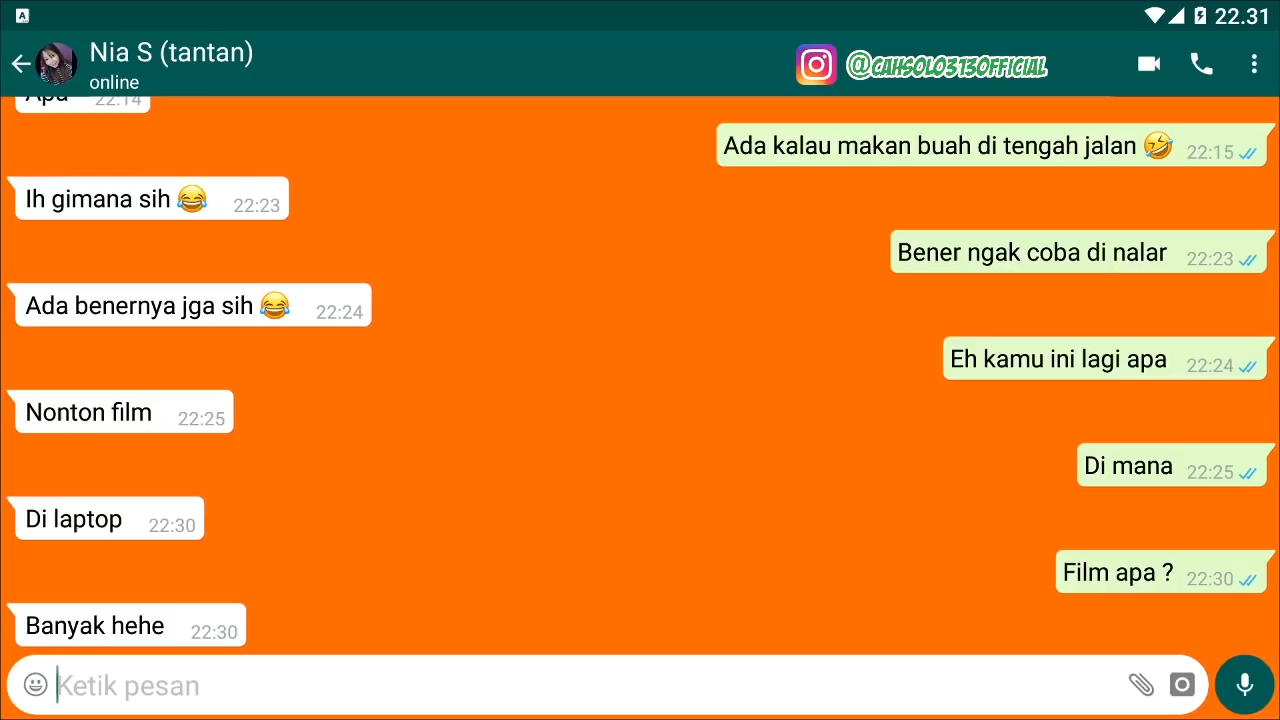 A
22.31
Nia S (tantan)
online
@CAHSOLO313OFFICIAL
Apa 22:14
Ada kalau makan buah di tengah jalan 🤣 22:15
Ih gimana sih 😂 22:23
Bener ngak coba di nalar 22:23
Ada benernya jga sih 😂 22:24
Eh kamu ini lagi apa 22:24
Nonton film 22:25
Di mana 22:25
Di laptop 22:30
Film apa ? 22:30
Banyak hehe 22:30
Ketik pesan